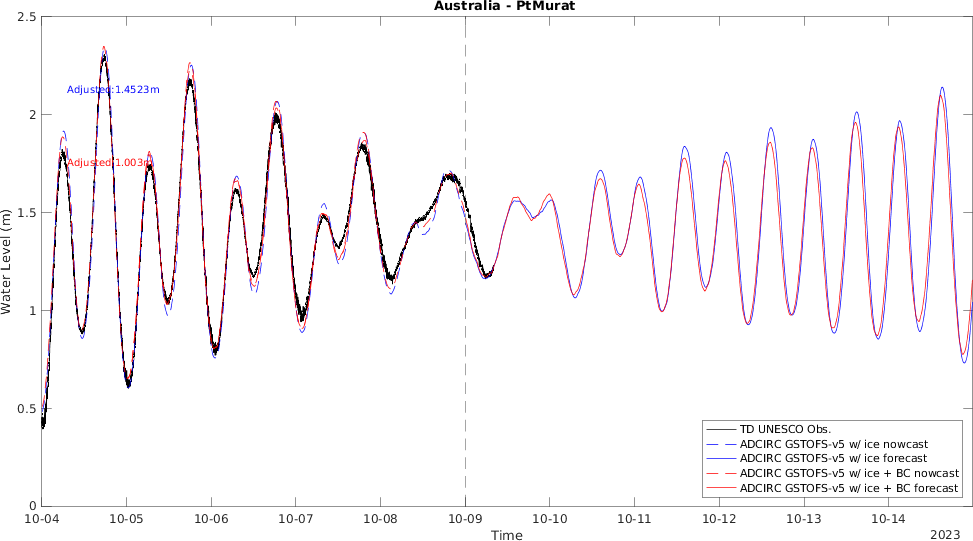 Australia - PtMurat
2.5
2
1.5
1
0.5
0
Water Level (m)
Adjusted:1.4523m
Adjusted:1.003m
TD UNESCO Obs.
ADCIRC GSTOFS-v5 w/ ice nowcast
ADCIRC GSTOFS-v5 w/ ice forecast
ADCIRC GSTOFS-v5 w/ ice + BC nowcast
ADCIRC GSTOFS-v5 w/ ice + BC forecast
10-04 10-05 10-06 10-07 10-08 10-09 10-10 10-11 10-12 10-13 10-14
Time
2023